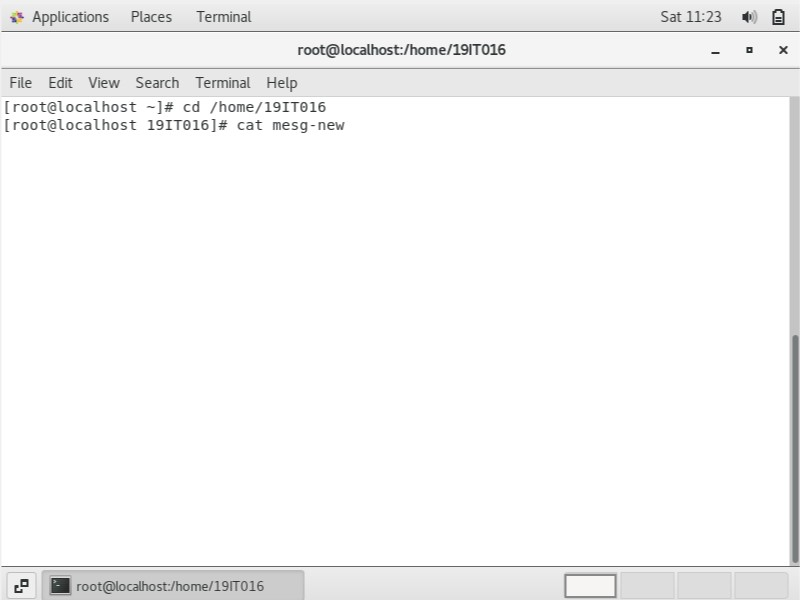 Applications Places Terminal Sat 11:23
root@localhost:/home/19IT016
File Edit View Search Terminal Help
[root@localhost ~]# cd /home/19IT016
[root@localhost 19IT016]# cat mesg-new
root@localhost:/home/19IT016